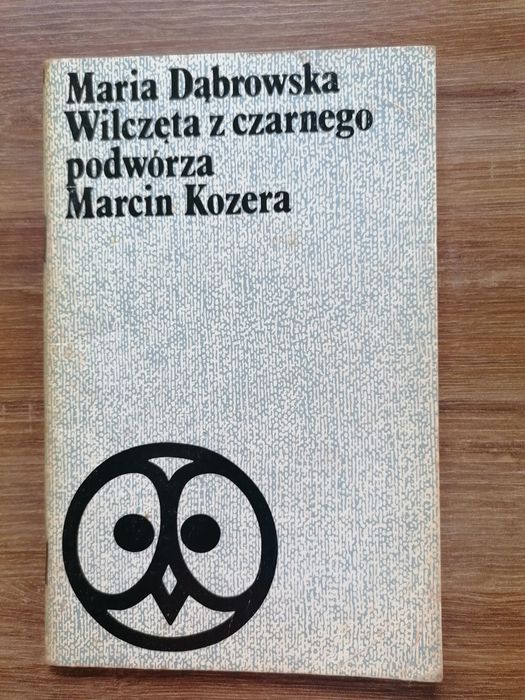 Maria Dąbrowska
Wilczęta z czarnego
podwórza
Marcin Kozera